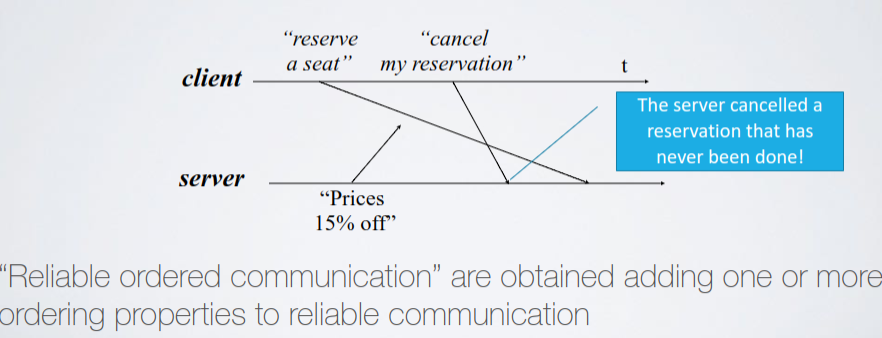 “reserve
a seat”
“cancel
my reservation”
t
client
The server cancelled a
reservation that has
never been done!
server
“Prices
15% off”
“Reliable ordered communication” are obtained adding one or more
ordering properties to reliable communication